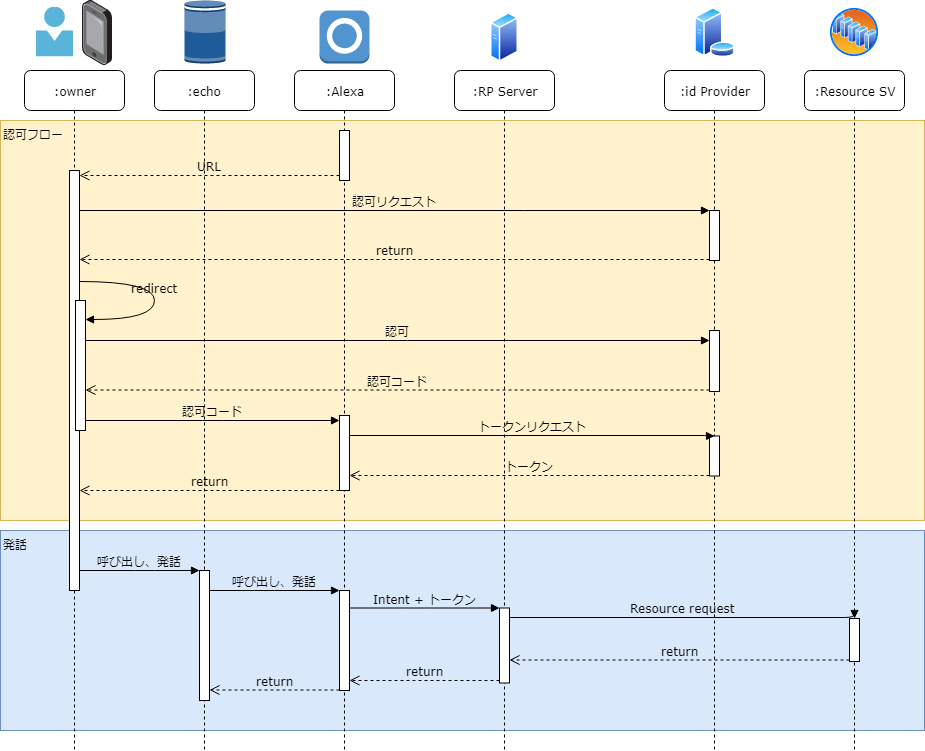 :owner
:echo
:Alexa
:RP Server
:id Provider
:Resource SV
認可フロー
URL
認可リクエスト
return
redirect
認可
認可コード
認可コード
トークンリクエスト
トークン
return
発話
呼び出し、発話
呼び出し、発話
Intent + トークン
Resource request
return
return
return